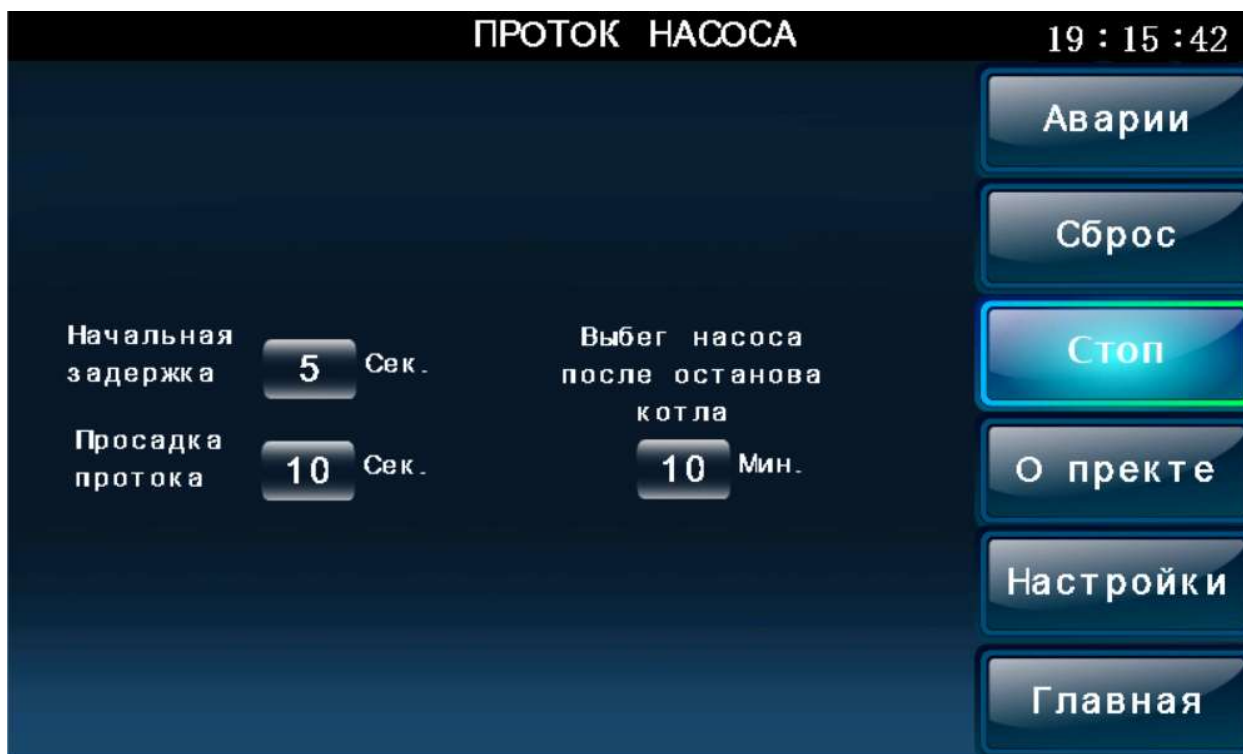 ПРОТОК НАСОСА
19:15:42
Аварии
Сброс
Начальная
задержка
5
Сек.
Выбег насоса
после останова
котла
Стоп
Просадка
протока
10
Сек.
10
Мин.
О пректе
Настройки
Главная